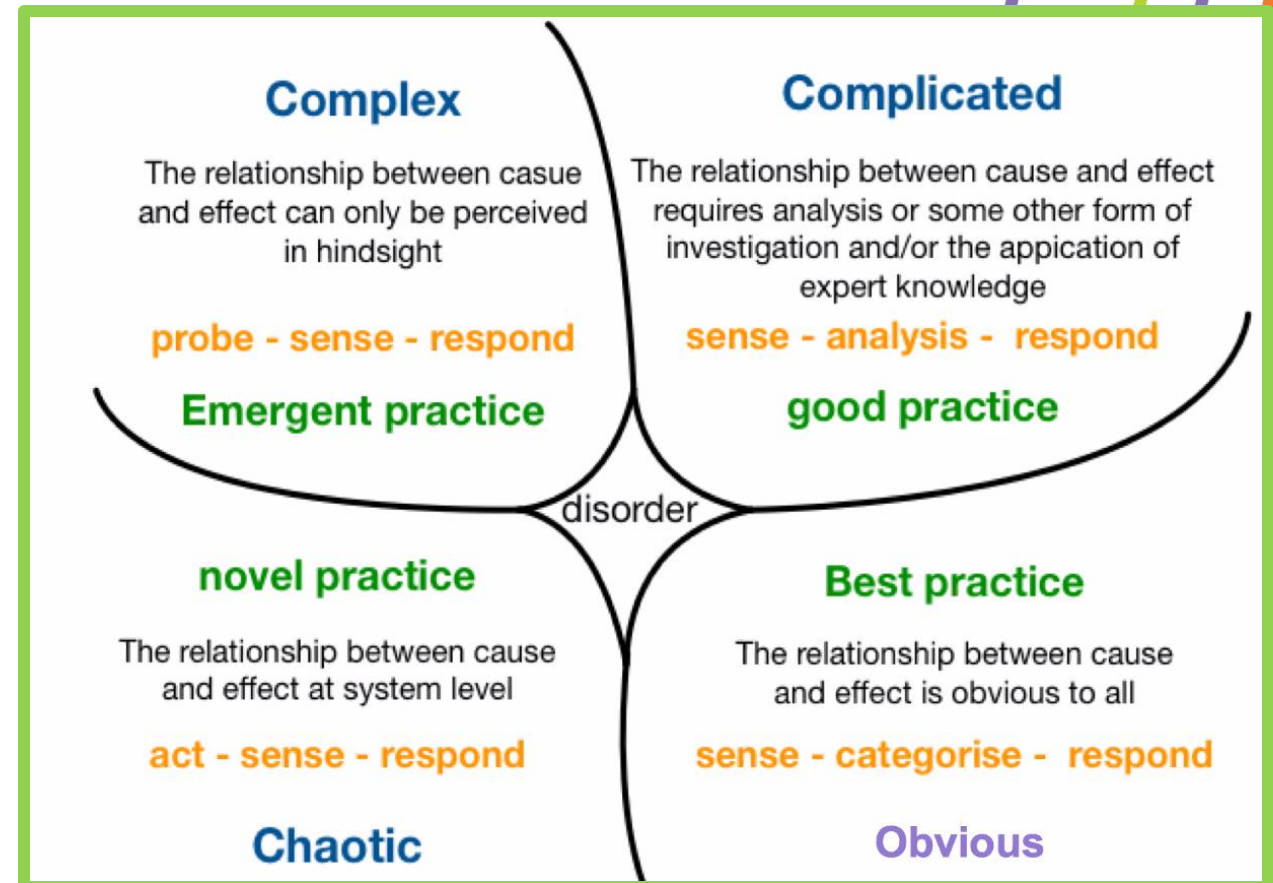 Complex
The relationship between casue
and effect can only be perceived
in hindsight
probe - sense - respond
Emergent practice
Complicated
The relationship between cause and effect
requires analysis or some other form of
investigation and/or the appication of
expert knowledge
sense - analysis - respond
good practice
disorder
novel practice
The relationship between cause
and effect at system level
act - sense - respond
Chaotic
Best practice
The relationship between cause
and effect is obvious to all
sense - categorise - respond
Obvious